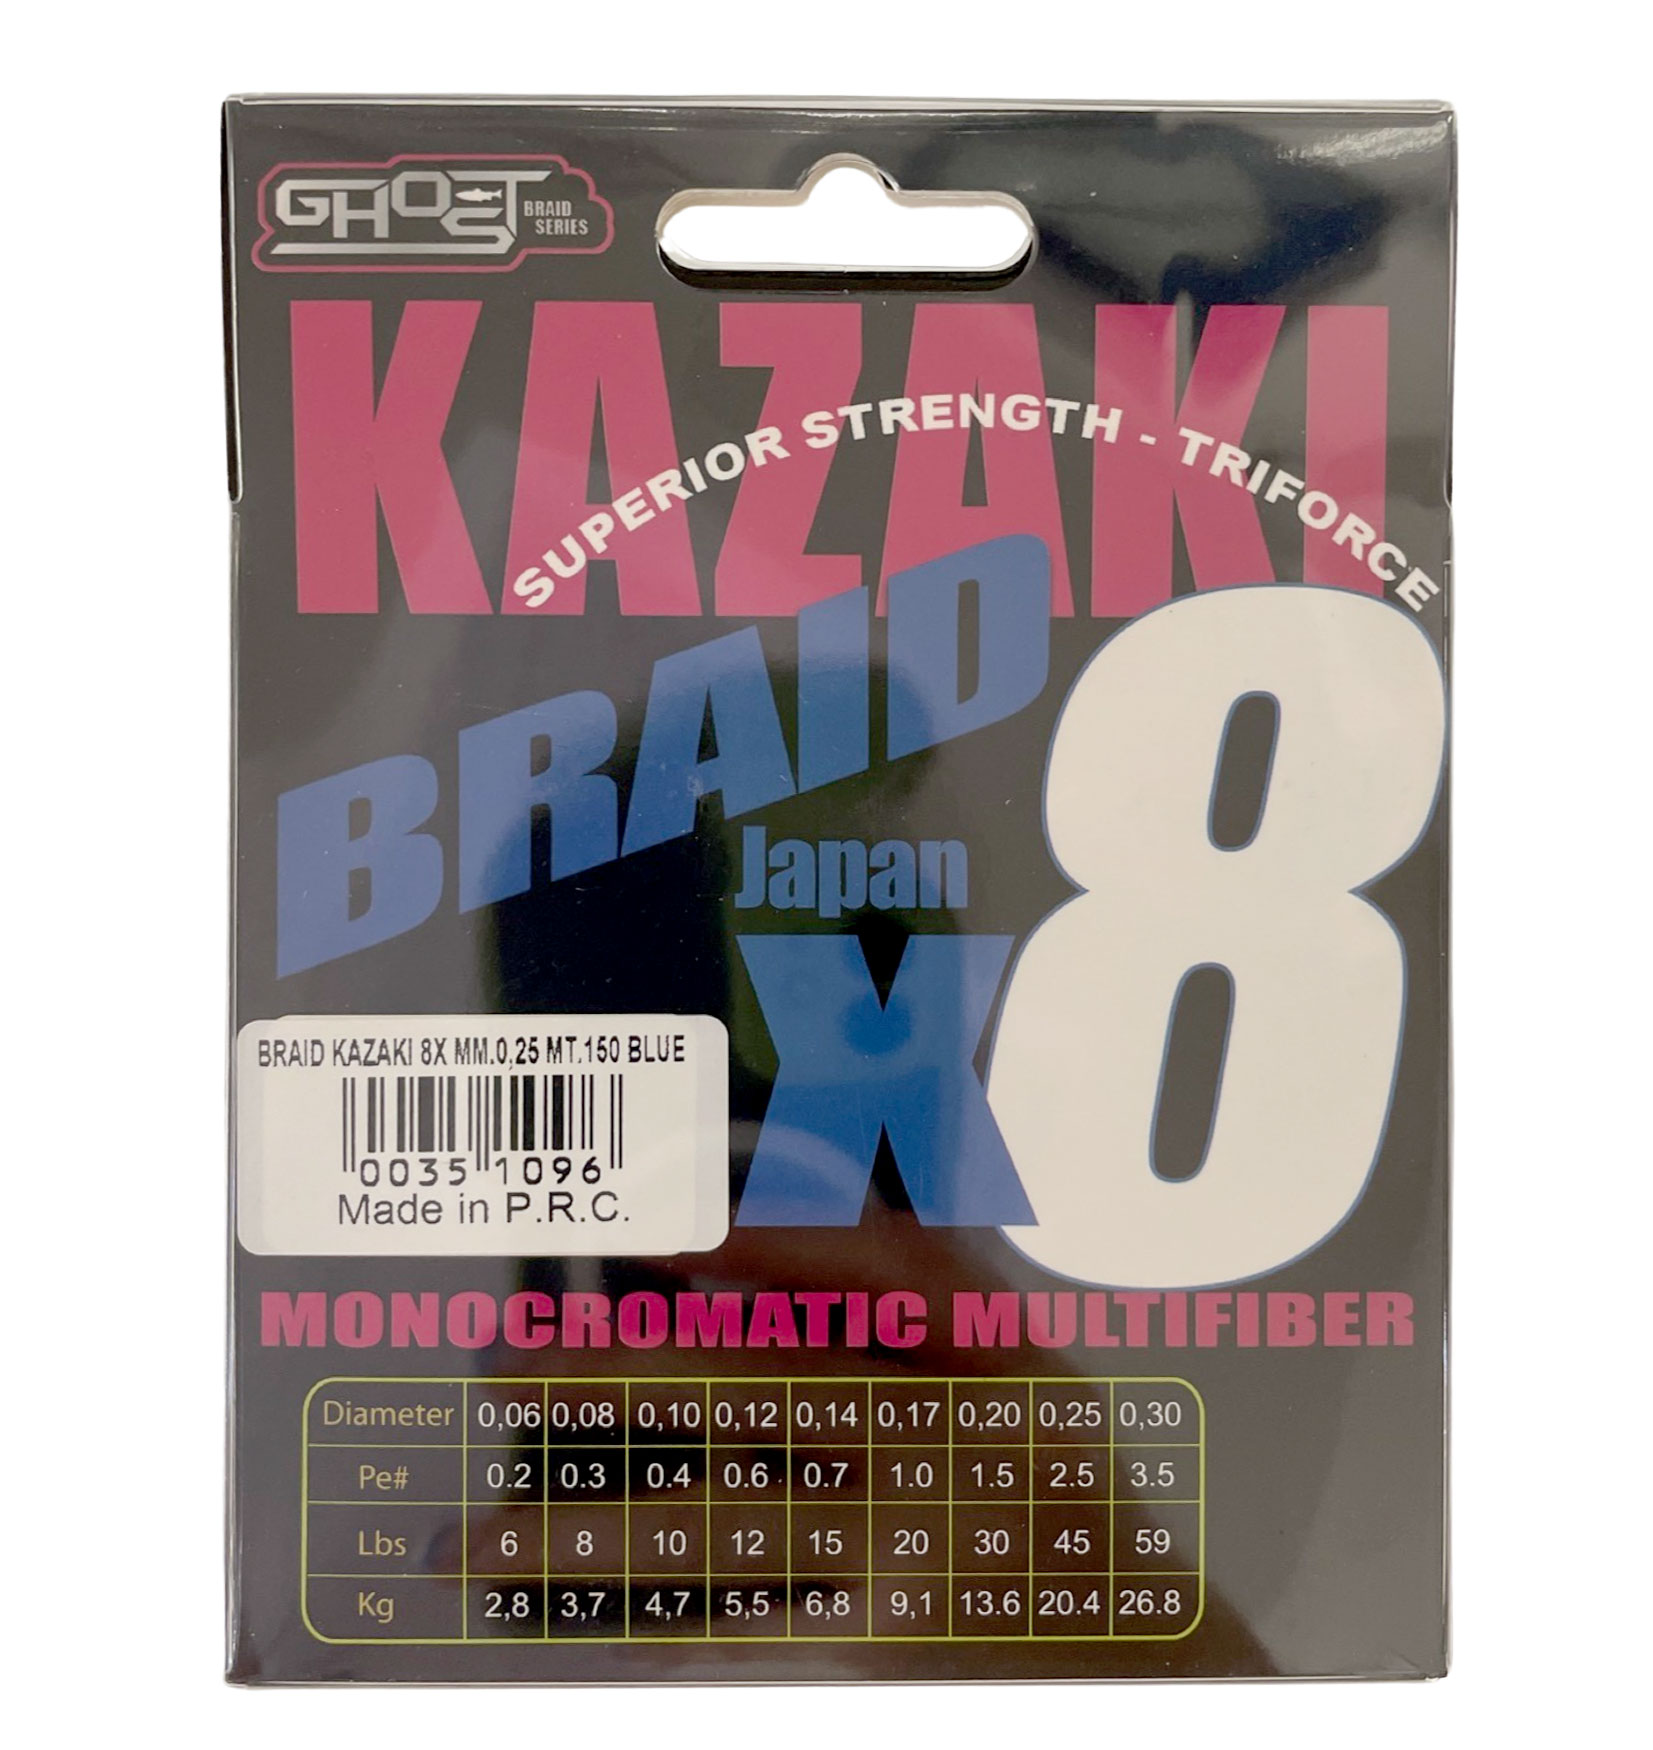 GHOST BRAID SERIES
KAZAKI
SUPERIOR STRENGTH - TRIFORCE
BRAID
Japan
X8
BRAID KAZAKI 8X MM.0,25 MT.150 BLUE
0035 1096
Made in P.R.C.
MONOCROMATIC MULTIFIBER
Diameter 0,06 0,08 0,10 0,12 0,14 0,17 0,20 0,25 0,30
Pe# 0.2 0.3 0.4 0.6 0.7 1.0 1.5 2.5 3.5
Lbs 6 8 10 12 15 20 30 45 59
Kg 2,8 3,7 4,7 5,5 6,8 9,1 13.6 20.4 26.8